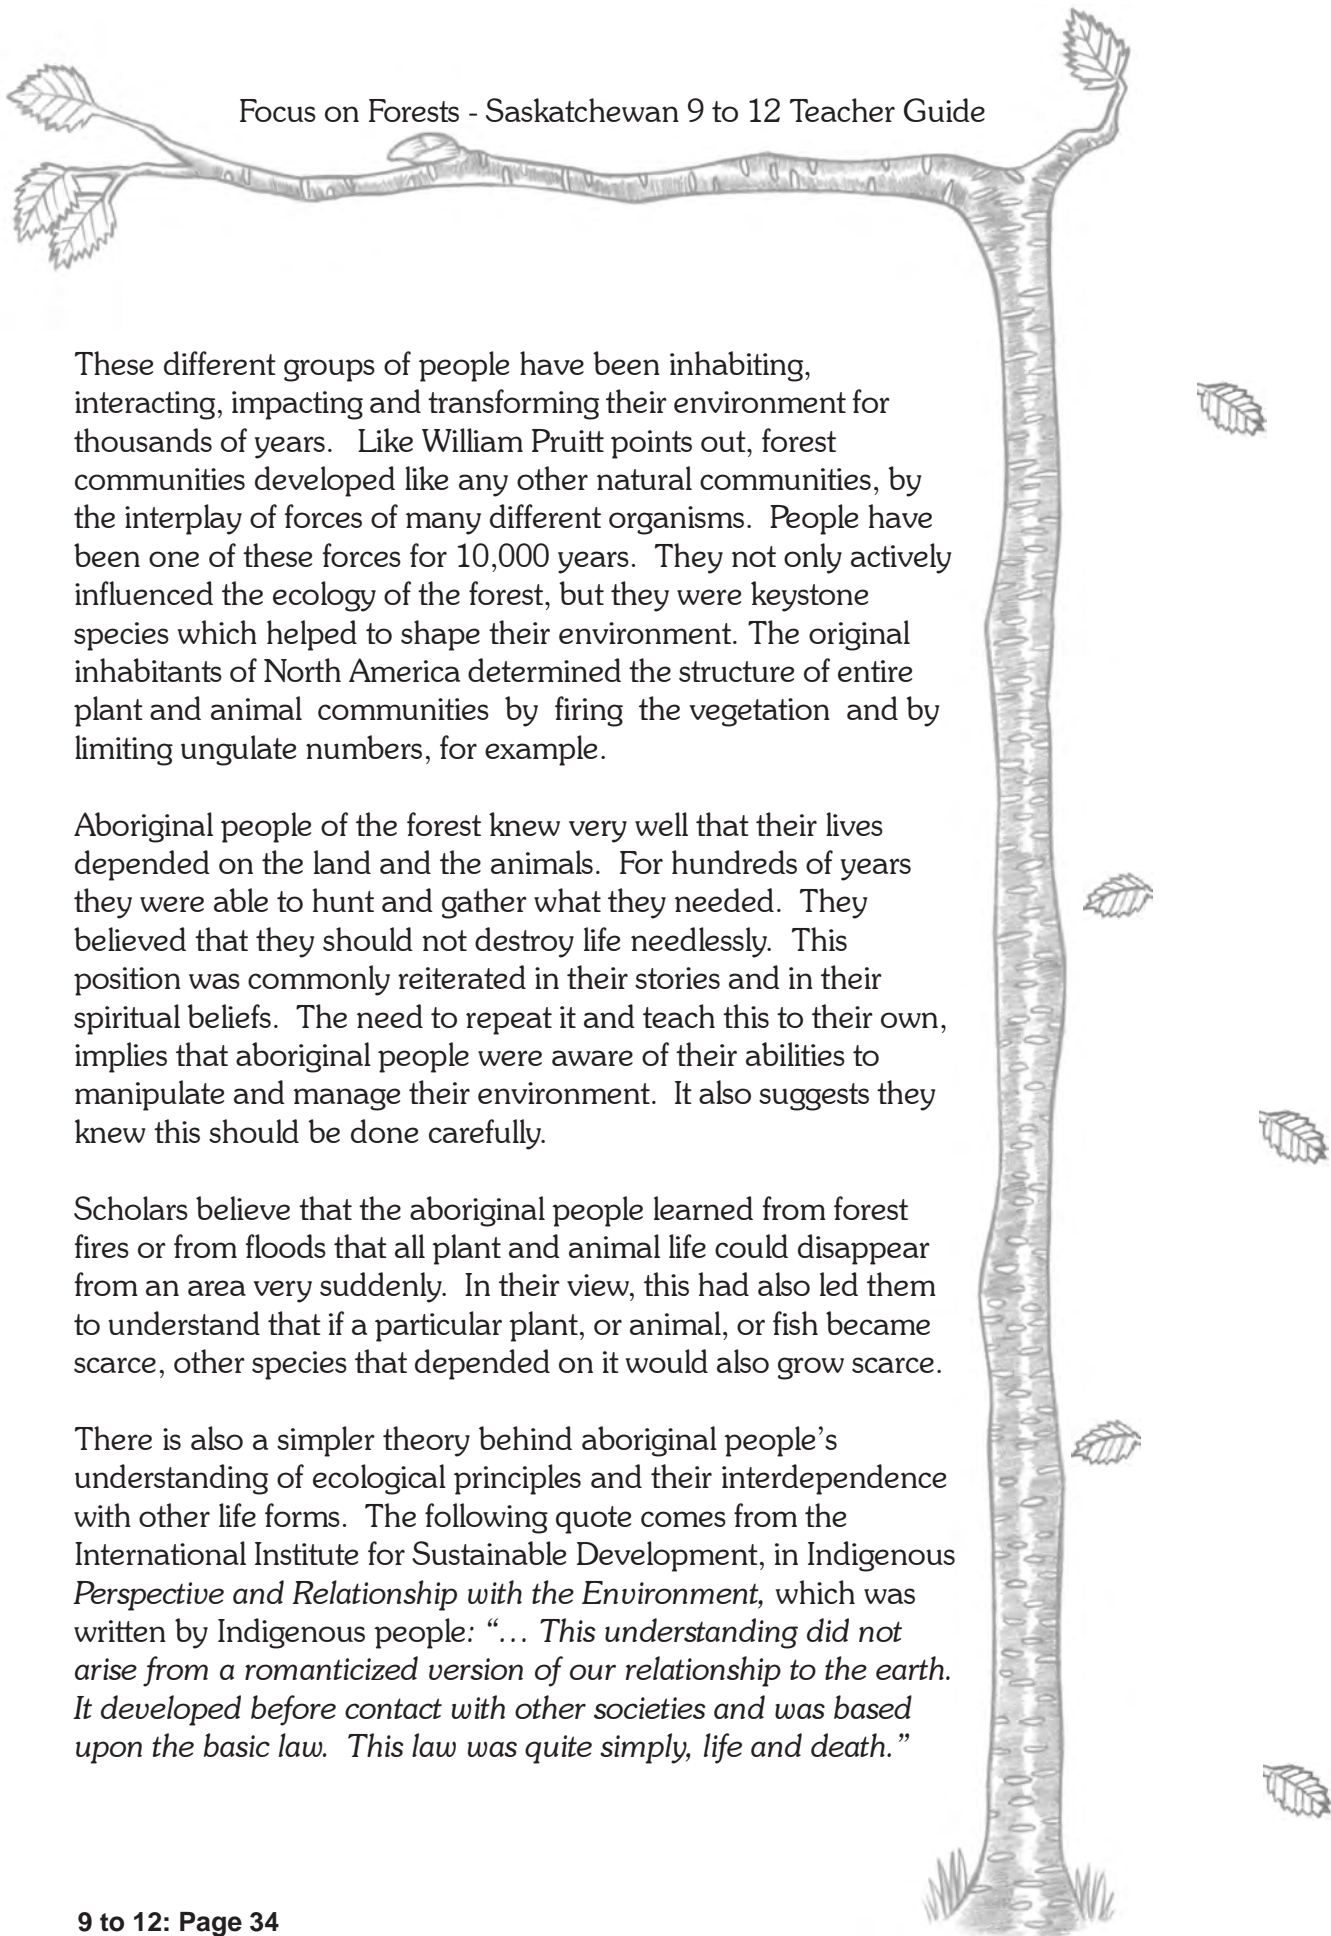 Focus on Forests - Saskatchewan 9 to 12 Teacher Guide
These different groups of people have been inhabiting,
interacting, impacting and transforming their environment for
thousands of years.   Like William Pruitt points out, forest
communities developed like any other natural communities, by
the interplay of forces of many different organisms.  People have
been one of these forces for 10,000 years.  They not only actively
influenced the ecology of the forest, but they were keystone
species which helped to shape their environment. The original
inhabitants of North America determined the structure of entire
plant and animal  communities  by  firing  the vegetation  and by
limiting ungulate numbers, for example.
Aboriginal people of the forest knew very well that their lives
depended on the land and the animals.  For hundreds of years
they were able to hunt and gather what they needed.  They
believed that they should not destroy life needlessly.  This
position was commonly reiterated in their stories and in their
spiritual beliefs.  The need to repeat it and teach this to their own,
implies that aboriginal people were aware of their abilities to
manipulate and manage their environment.  It also suggests they
knew this should be done carefully.
Scholars believe that the aboriginal people learned from forest
fires or from floods that all plant and animal life could disappear
from an area very suddenly.  In their view, this had also led them
to understand that if a particular plant, or animal, or fish became
scarce, other species that depended on it would also grow scarce.
There is also a simpler theory behind aboriginal people’s
understanding of ecological principles and their interdependence
with other life forms.  The following quote comes from the
International Institute for Sustainable Development, in Indigenous
Perspective and Relationship with the Environment, which was
written by Indigenous people: “… This understanding did not
arise from a romanticized version of our relationship to the earth.
It developed before contact with other societies and was based
upon the basic law.  This law was quite simply, life and death.”
9 to 12: Page 34